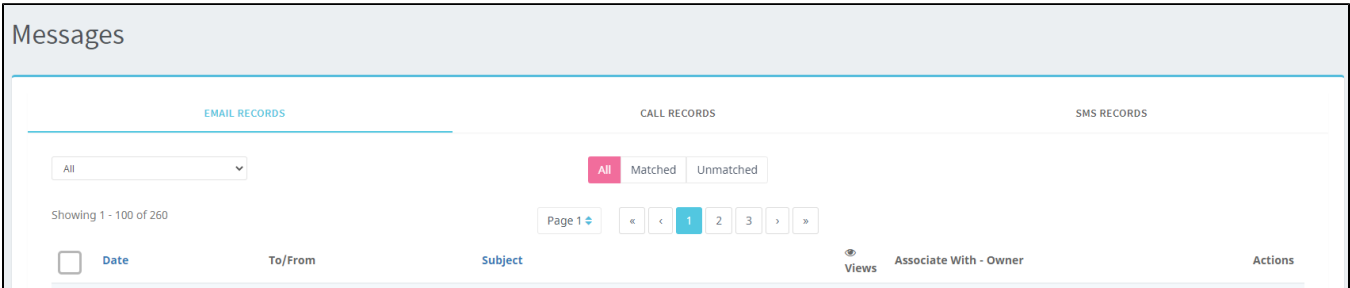 Messages
EMAIL RECORDS CALL RECORDS SMS RECORDS
All All Matched Unmatched
Showing 1 - 100 of 260 Page 1 « ‹ 1 2 3 › »
Date To/From Subject Views Associate With - Owner Actions